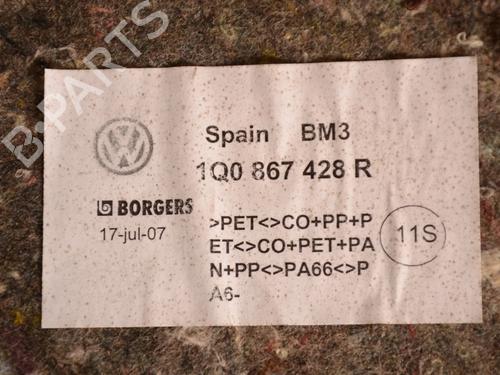 B-PARTS
Spain BM3
1Q0 867 428 R
BORGERS
17-jul-07
>PET<>CO+PP+P
ET<>CO+PET+PA
N+PP<>PA66<>P
A6-
11S